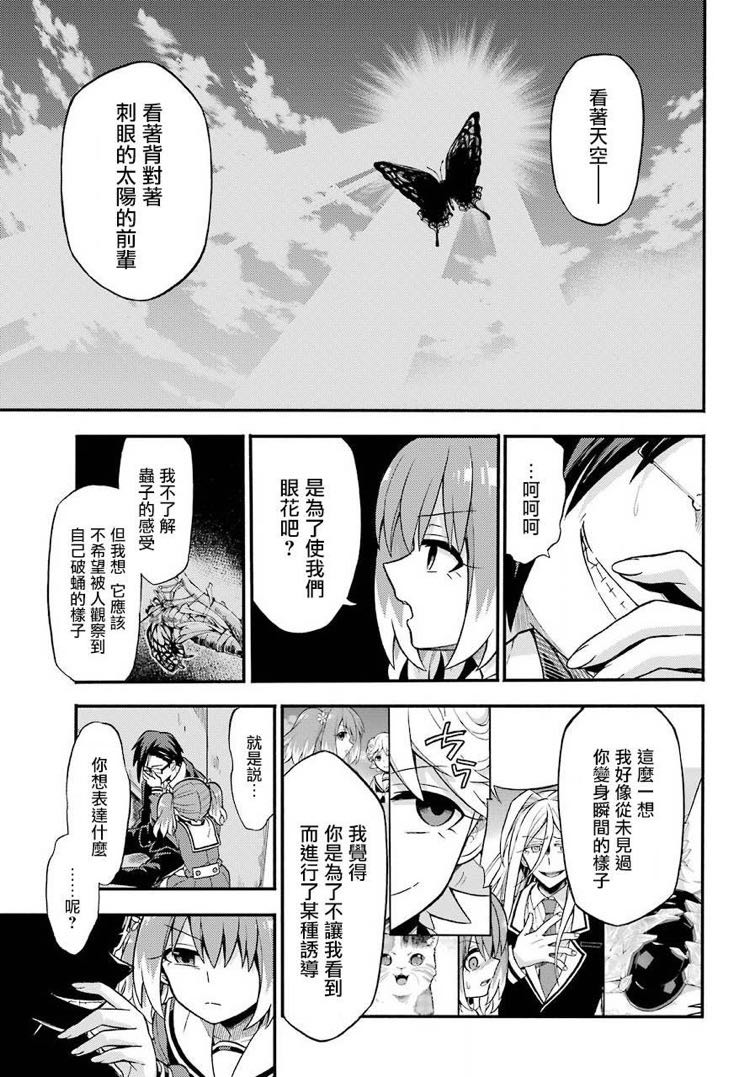 看著天空——
看著背對著
刺眼的太陽的前輩
…呵呵呵
是為了使我們
眼花吧？
我不了解
蟲子的感受
但我想 它應該
不希望被人觀察到
自己破蛹的樣子
這麼一想
我好像從未見過
你變身瞬間的樣子
ちらっ
我覺得
你是為了不讓我看到
而進行了某種誘導
就是説…
你想表達什麼
……呢？